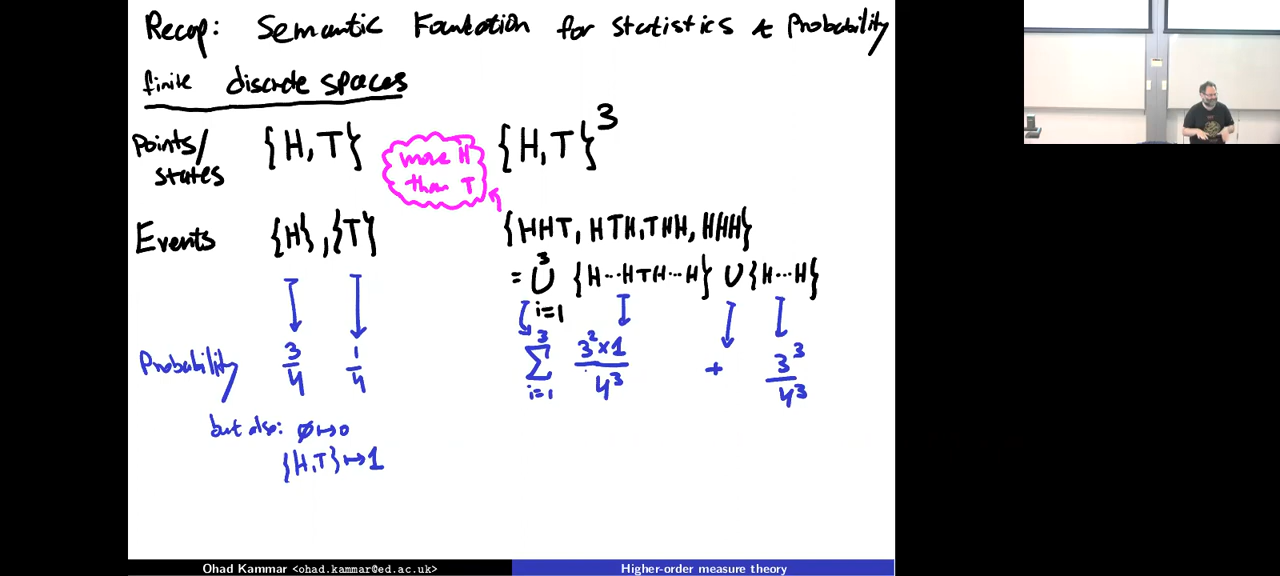 Recap: Semantic Foundation for Statistics & Probability
finite discrete spaces
Points/ states {H, T} {H, T}³
more H than T
Events {H}, {T} {HHT, HTH, THH, HHH}
= ⋃³ᵢ₌₁ {H⋯HTH⋯H} ∪ {H⋯H}
Probability 3/4 1/4 ∑³ᵢ₌₁ 3²×1/4³ + 3³/4³
but also: ∅ ↦ 0
{H,T} ↦ 1
Ohad Kammar <ohad.kammar@ed.ac.uk> Higher-order measure theory